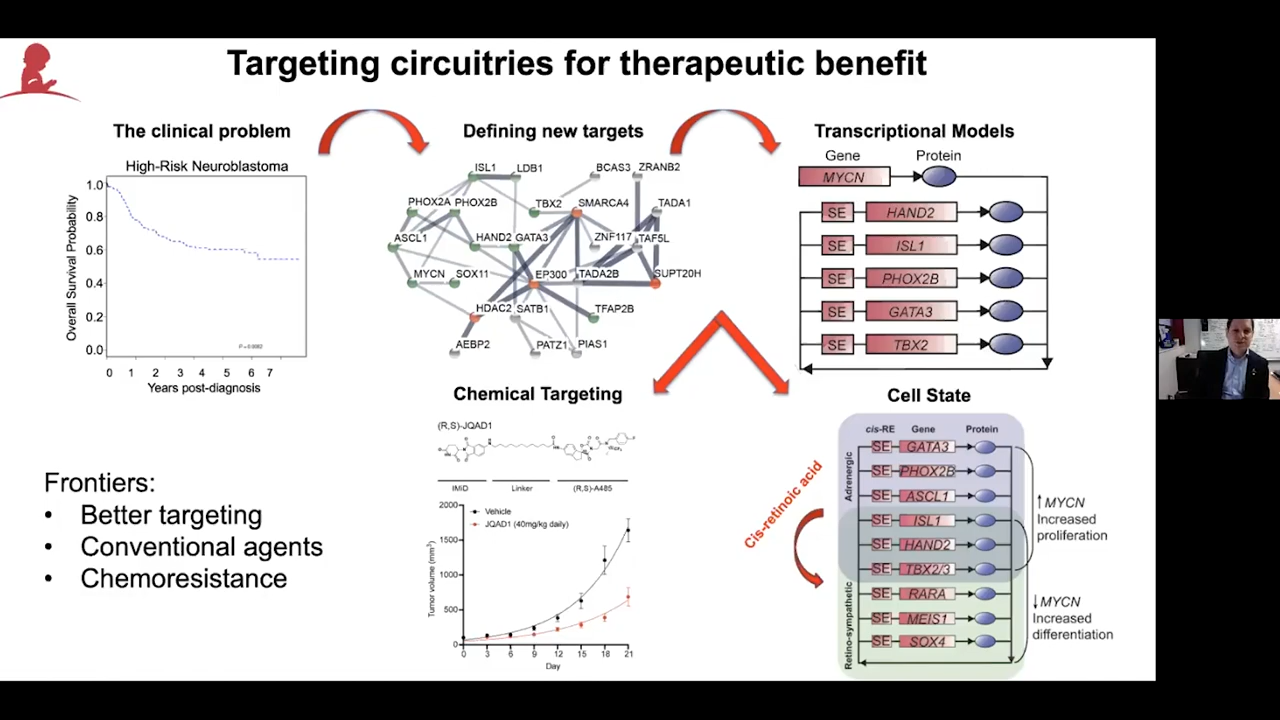 Targeting circuitries for therapeutic benefit
The clinical problem
High-Risk Neuroblastoma
Overall Survival Probability
1.0
0.8
0.6
0.4
0.2
0.0
0 1 2 3 4 5 6 7
Years post-diagnosis
Defining new targets
ISL1 LDB1 BCAS3 ZRANB2
PHOX2A PHOX2B TBX2 SMARCA4 TADA1
ASCL1 HAND2 GATA3 ZNF117 TAF5L
MYCN SOX11 EP300 TADA2B SUPT20H
HDAC2 SATB1 TFAP2B
AEBP2 PATZ1 PIAS1
Transcriptional Models
Gene Protein
MYCN
SE HAND2
SE ISL1
SE PHOX2B
SE GATA3
SE TBX2
Chemical Targeting
(R,S)-JQAD1
IMiD Linker (R,S)-A485
Tumor volume (mm³)
2000
1500
1000
500
0
Vehicle
JQAD1 (40mg/kg daily)
0 3 6 9 12 15 18 21
Day
Cell State
Cis-retinoic acid
Adrenergic
Retino-sympathetic
cis-RE Gene Protein
SE GATA3
SE PHOX2B
SE ASCL1
SE ISL1
SE HAND2
SE TBX2/3
SE RARA
SE MEIS1
SE SOX4
↑MYCN
Increased
proliferation
↓MYCN
Increased
differentiation
Frontiers:
• Better targeting
• Conventional agents
• Chemoresistance